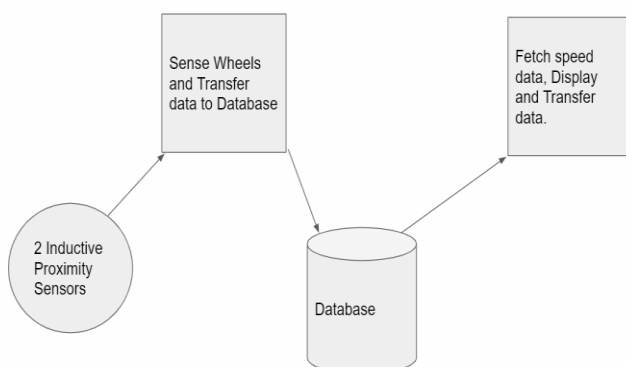 Sense Wheels
and Transfer
data to Database
Fetch speed
data, Display
and Transfer
data.
2 Inductive
Proximity
Sensors
Database